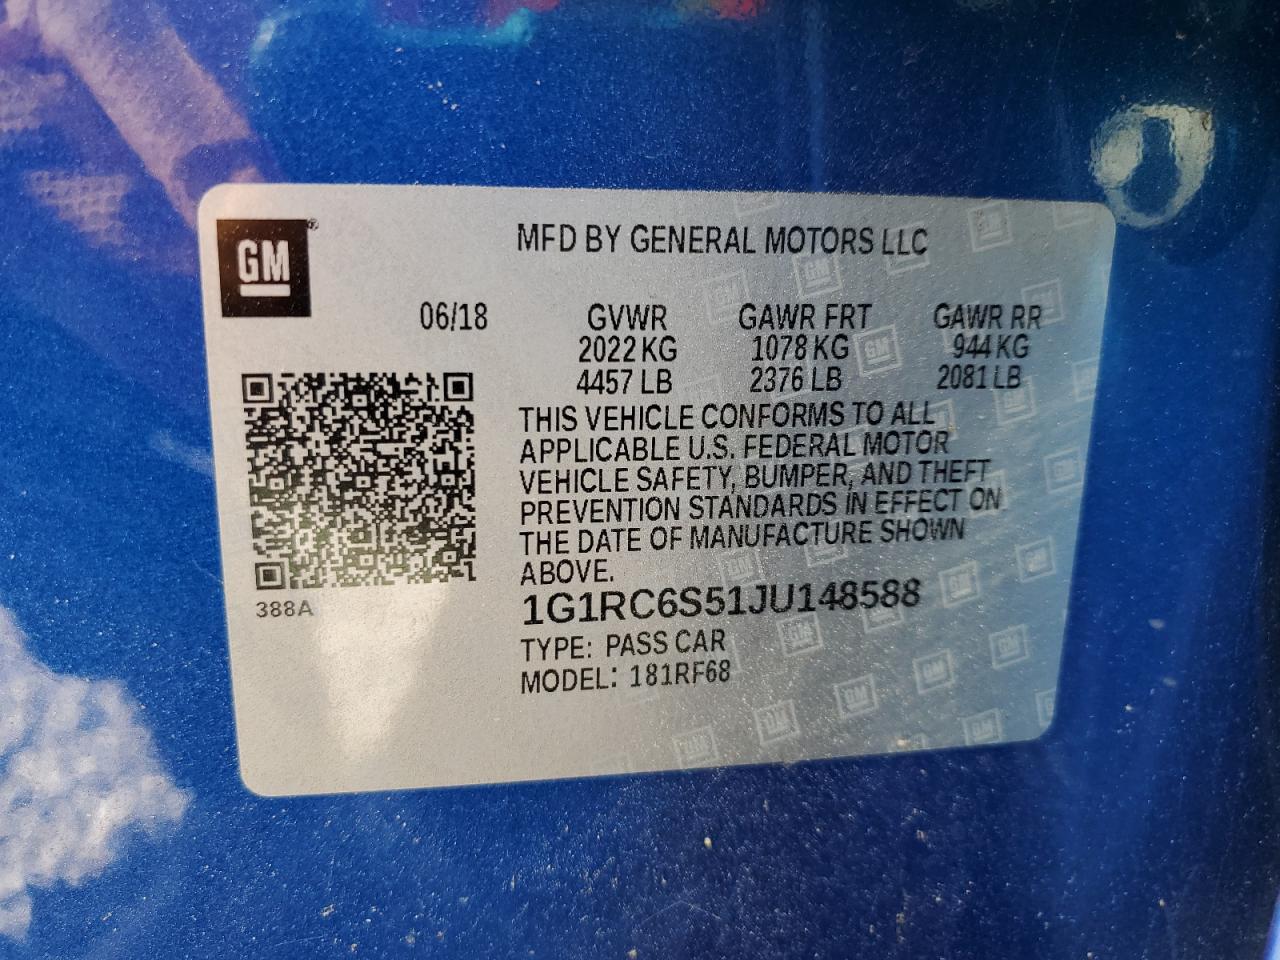 GM®
MFD BY GENERAL MOTORS LLC
06/18 GVWR GAWR FRT GAWR RR
2022 KG 1078 KG 944 KG
4457 LB 2376 LB 2081 LB
THIS VEHICLE CONFORMS TO ALL
APPLICABLE U.S. FEDERAL MOTOR
VEHICLE SAFETY, BUMPER, AND THEFT
PREVENTION STANDARDS IN EFFECT ON
THE DATE OF MANUFACTURE SHOWN
ABOVE.
388A
1G1RC6S51JU148588
TYPE: PASS CAR
MODEL: 181RF68